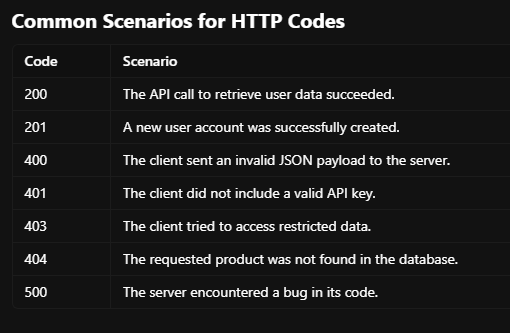 Common Scenarios for HTTP Codes
Code Scenario
200 The API call to retrieve user data succeeded.
201 A new user account was successfully created.
400 The client sent an invalid JSON payload to the server.
401 The client did not include a valid API key.
403 The client tried to access restricted data.
404 The requested product was not found in the database.
500 The server encountered a bug in its code.